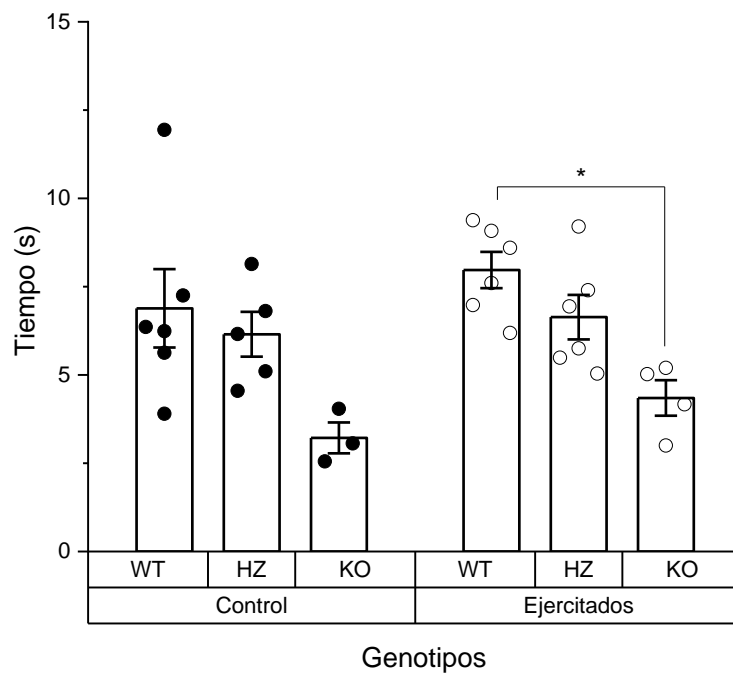 15
*
10
Tiempo (s)
5
0
WT HZ KO WT HZ KO
Control Ejercitados
Genotipos